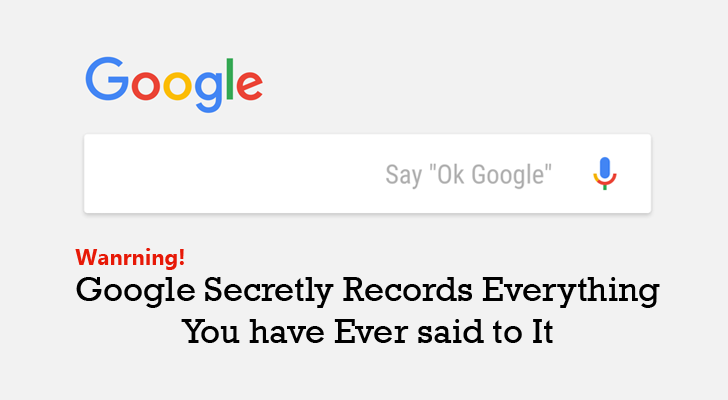 Google
Say "Ok Google"
Wanrning!
Google Secretly Records Everything
You have Ever said to It